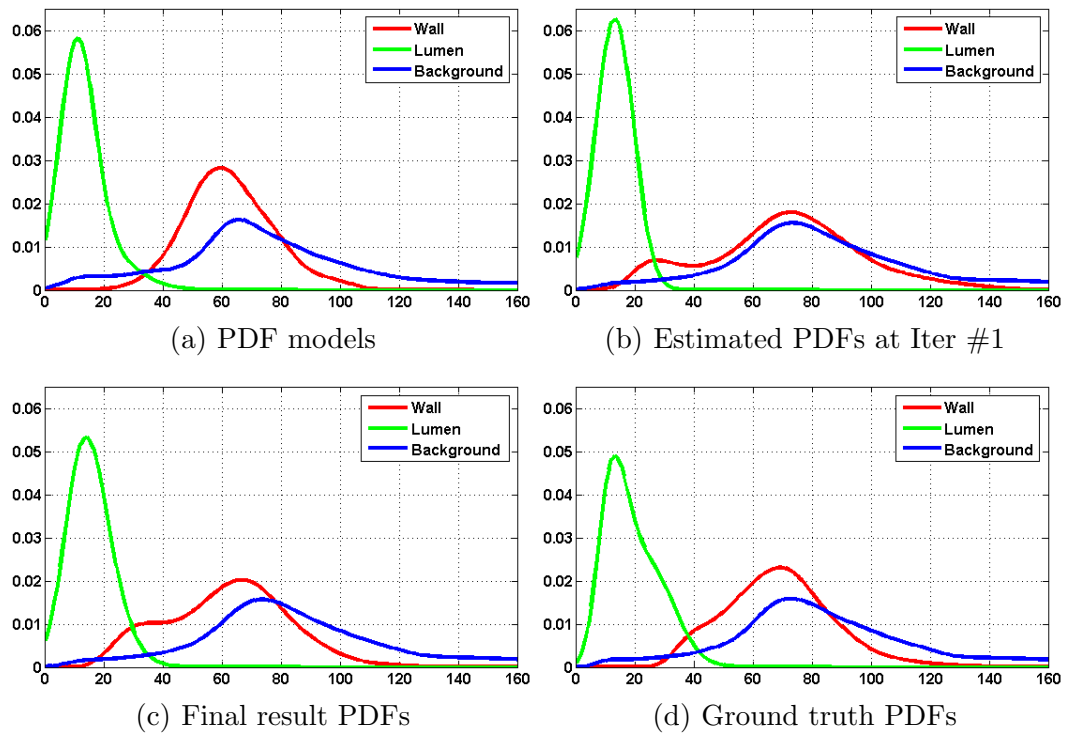 0.06
0.05
0.04
0.03
0.02
0.01
0
0 20 40 60 80 100 120 140 160
Wall
Lumen
Background
(a) PDF models
0.06
0.05
0.04
0.03
0.02
0.01
0
0 20 40 60 80 100 120 140 160
Wall
Lumen
Background
(b) Estimated PDFs at Iter #1
0.06
0.05
0.04
0.03
0.02
0.01
0
0 20 40 60 80 100 120 140 160
Wall
Lumen
Background
(c) Final result PDFs
0.06
0.05
0.04
0.03
0.02
0.01
0
0 20 40 60 80 100 120 140 160
Wall
Lumen
Background
(d) Ground truth PDFs